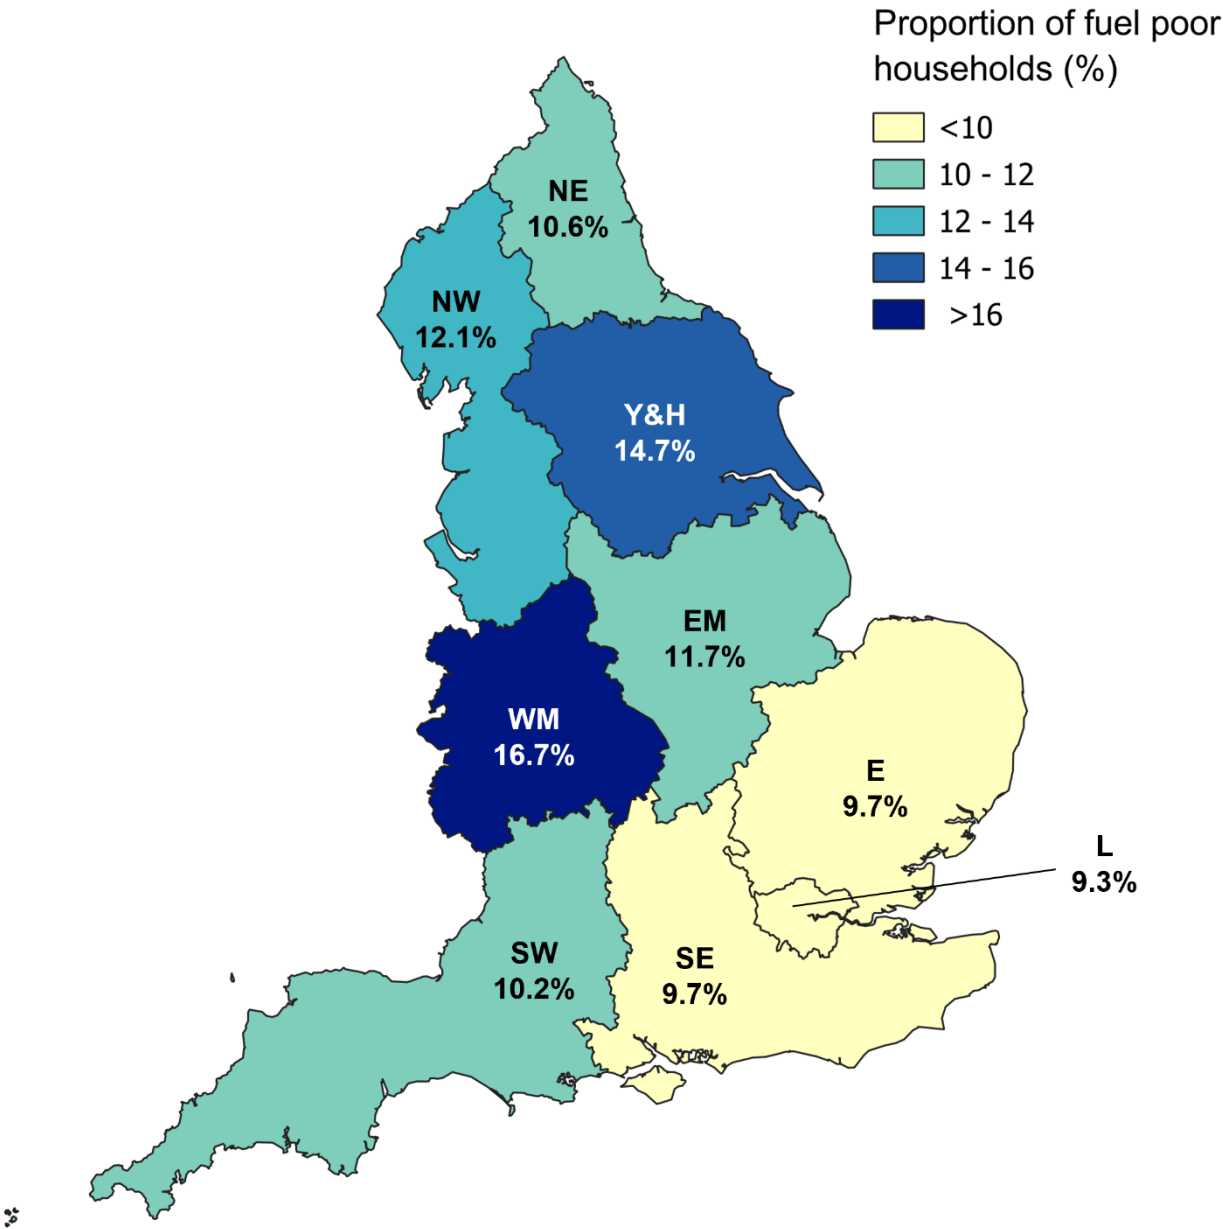 Proportion of fuel poor
households (%)
<10
10 - 12
12 - 14
14 - 16
>16
NE
10.6%
NW
12.1%
Y&H
14.7%
EM
11.7%
WM
16.7%
E
9.7%
L
9.3%
SW
10.2%
SE
9.7%